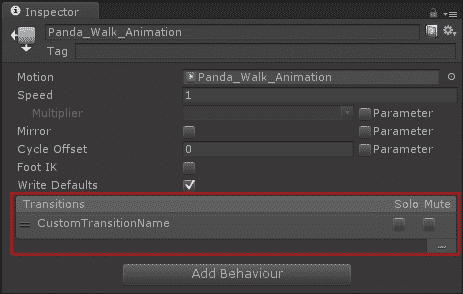 Inspector
Panda_Walk_Animation
Tag
Motion Panda_Walk_Animation
Speed 1
Multiplier Parameter
Mirror Parameter
Cycle Offset 0 Parameter
Foot IK
Write Defaults
Transitions Solo Mute
CustomTransitionName
Add Behaviour